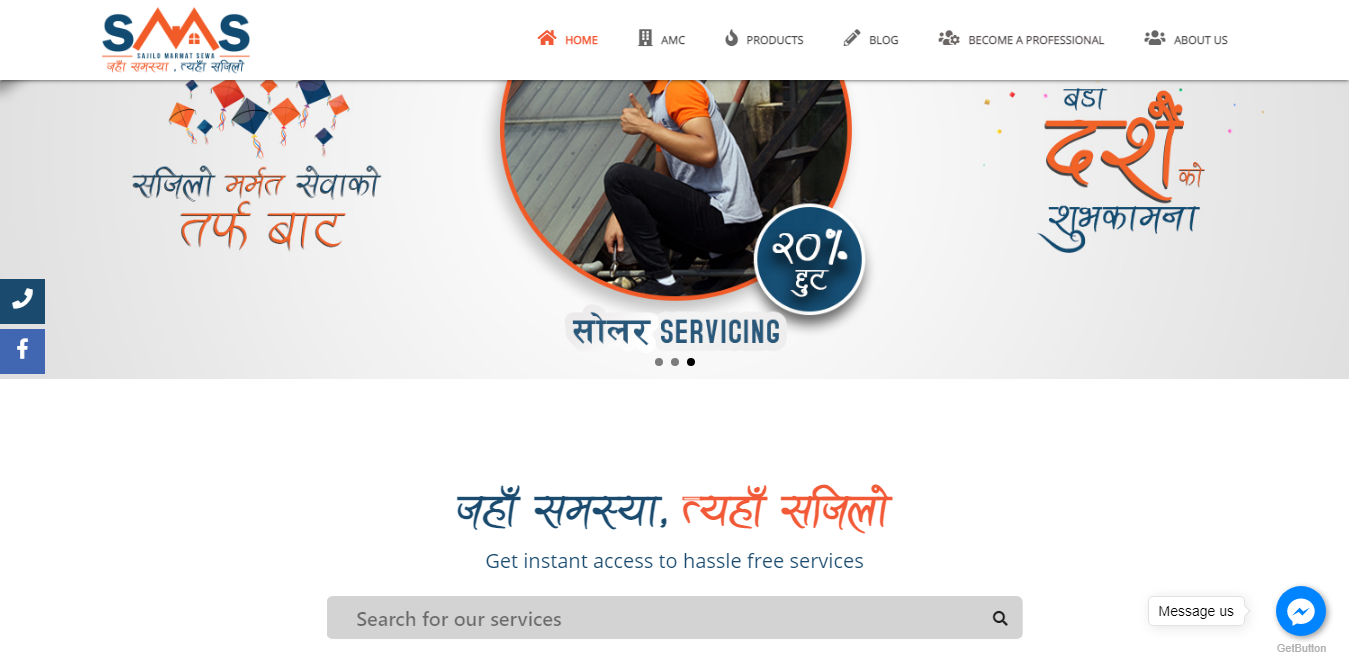 SMS
SAJILO MARMAT SEWA
जहाँ समस्या , त्यहाँ सजिलो
HOME
AMC
PRODUCTS
BLOG
BECOME A PROFESSIONAL
ABOUT US
सजिलो मर्मत सेवाको
तर्फ बाट
बडा
दशैं
को
शुभकामना
२०%
छुट
सोलर SERVICING
जहाँ समस्या, त्यहाँ सजिलो
Get instant access to hassle free services
Search for our services
Message us
GetButton